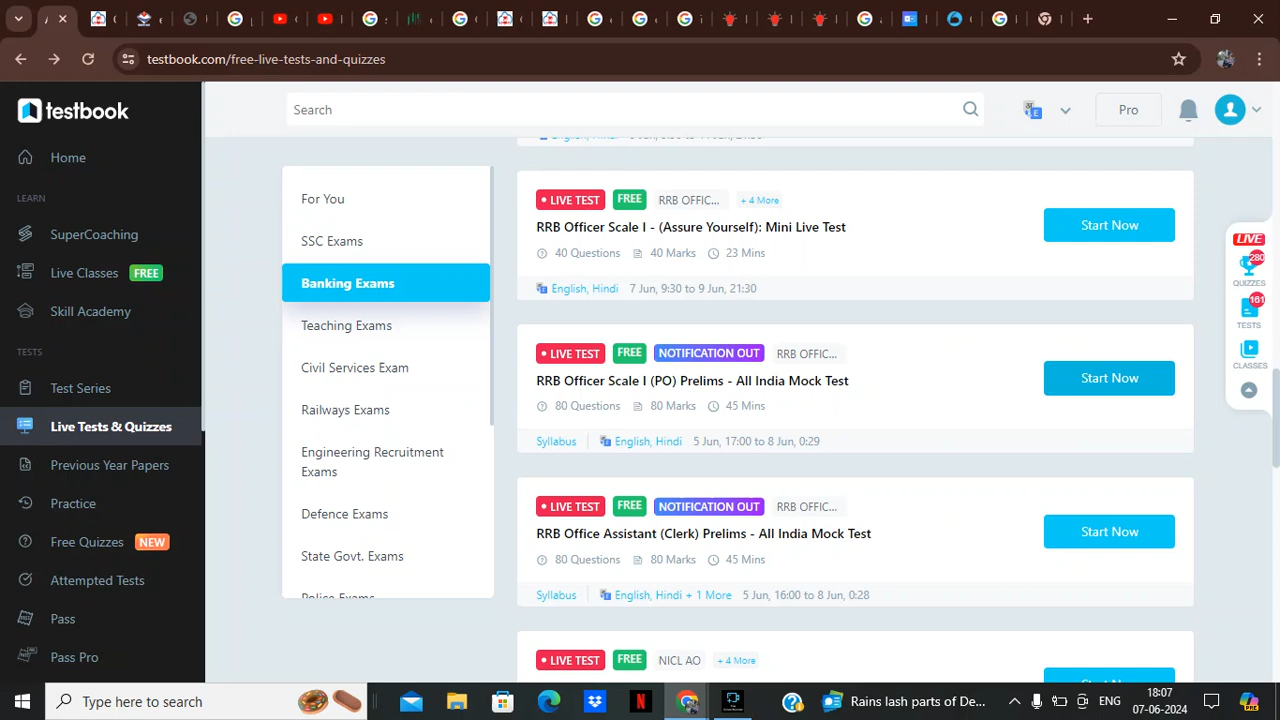 testbook.com/free-live-tests-and-quizzes
testbook
Search
Pro
Home
LEARN
SuperCoaching
Live Classes FREE
Skill Academy
TESTS
Test Series
Live Tests & Quizzes
Previous Year Papers
Practice
Free Quizzes NEW
Attempted Tests
Pass
Pass Pro
For You
SSC Exams
Banking Exams
Teaching Exams
Civil Services Exam
Railways Exams
Engineering Recruitment
Exams
Defence Exams
State Govt. Exams
Police Exams
LIVE TEST FREE RRB OFFIC... + 4 More
RRB Officer Scale I - (Assure Yourself): Mini Live Test
40 Questions 40 Marks 23 Mins
Start Now
English, Hindi 7 Jun, 9:30 to 9 Jun, 21:30
LIVE TEST FREE NOTIFICATION OUT RRB OFFIC...
RRB Officer Scale I (PO) Prelims - All India Mock Test
80 Questions 80 Marks 45 Mins
Start Now
Syllabus English, Hindi 5 Jun, 17:00 to 8 Jun, 0:29
LIVE TEST FREE NOTIFICATION OUT RRB OFFIC...
RRB Office Assistant (Clerk) Prelims - All India Mock Test
80 Questions 80 Marks 45 Mins
Start Now
Syllabus English, Hindi + 1 More 5 Jun, 16:00 to 8 Jun, 0:28
LIVE TEST FREE NICL AO + 4 More
LIVE
280
QUIZZES
161
TESTS
CLASSES
Type here to search
Rains lash parts of De...
ENG
18:07
07-06-2024